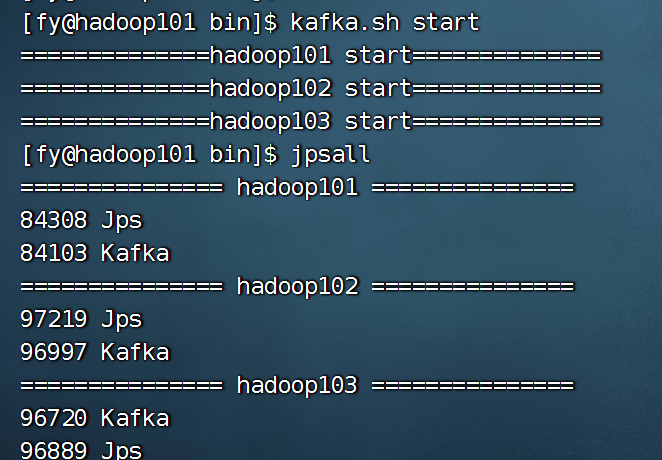 [fy@hadoop101 bin]$ kafka.sh start
==============hadoop101 start==============
==============hadoop102 start==============
==============hadoop103 start==============
[fy@hadoop101 bin]$ jpsall
=============== hadoop101 ===============
84308 Jps
84103 Kafka
=============== hadoop102 ===============
97219 Jps
96997 Kafka
=============== hadoop103 ===============
96720 Kafka
96889 Jps